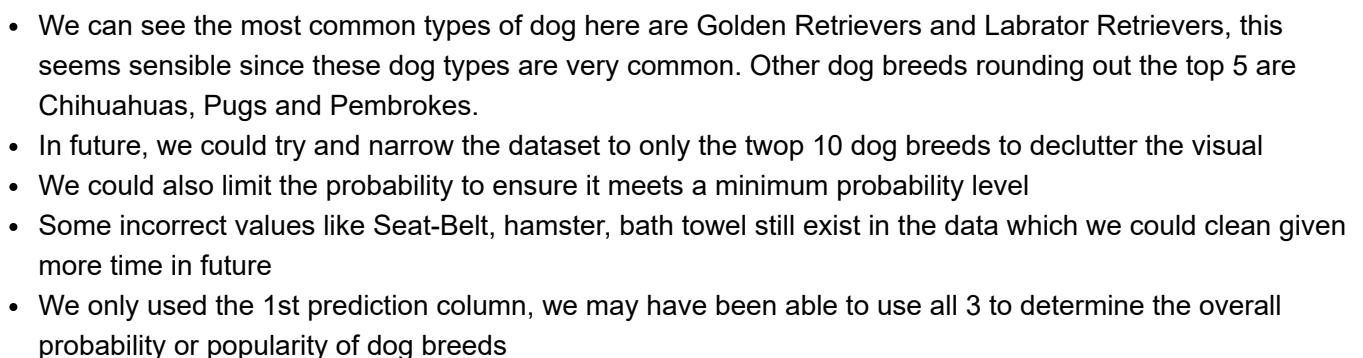 • We can see the most common types of dog here are Golden Retrievers and Labrator Retrievers, this
seems sensible since these dog types are very common. Other dog breeds rounding out the top 5 are
Chihuahuas, Pugs and Pembrokes.
• In future, we could try and narrow the dataset to only the twop 10 dog breeds to declutter the visual
• We could also limit the probability to ensure it meets a minimum probability level
• Some incorrect values like Seat-Belt, hamster, bath towel still exist in the data which we could clean given
more time in future
• We only used the 1st prediction column, we may have been able to use all 3 to determine the overall
probability or popularity of dog breeds